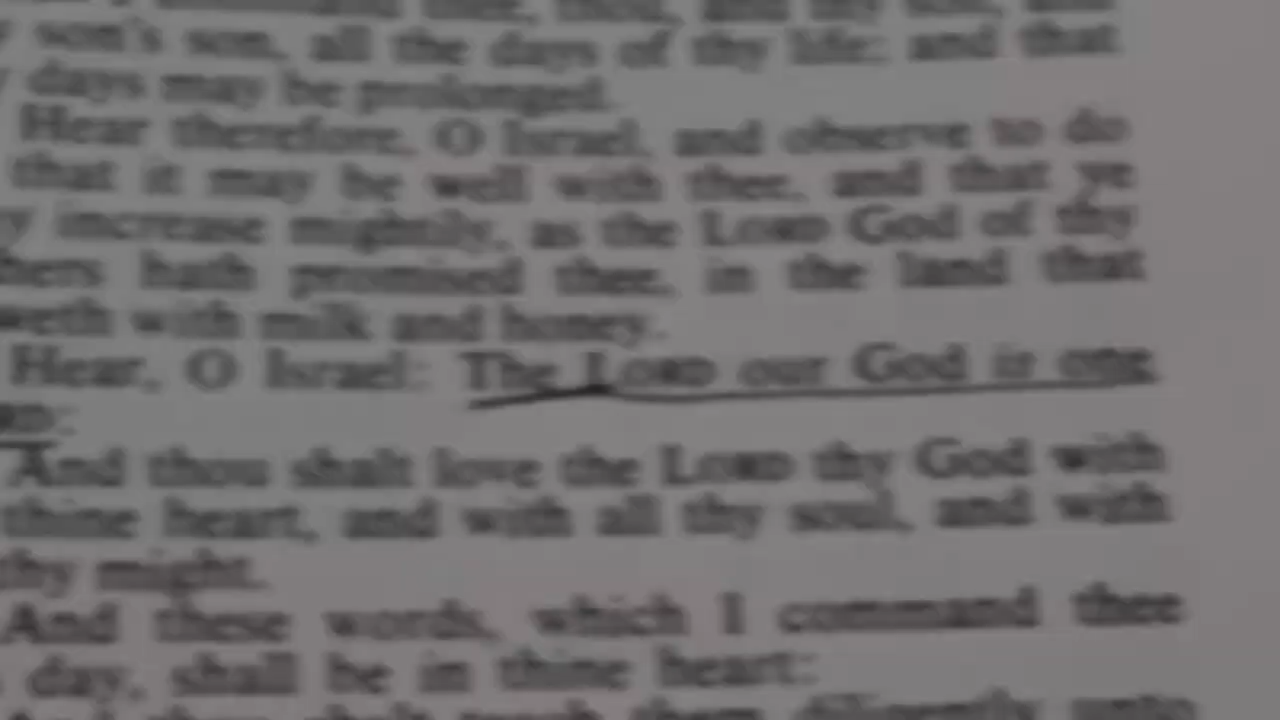 son's son, all the days of thy life; and that
days may be prolonged.
Hear therefore, O Israel, and observe to do
that it may be well with thee, and that ye
increase mightily, as the LORD God of thy
hath promised thee, in the land that
with milk and honey.
Hear, O Israel: The LORD our God is one
And thou shalt love the LORD thy God with
thine heart, and with all thy soul, and with
thy might.
And these words, which I command thee
day, shall be in thine heart:
diligently unto